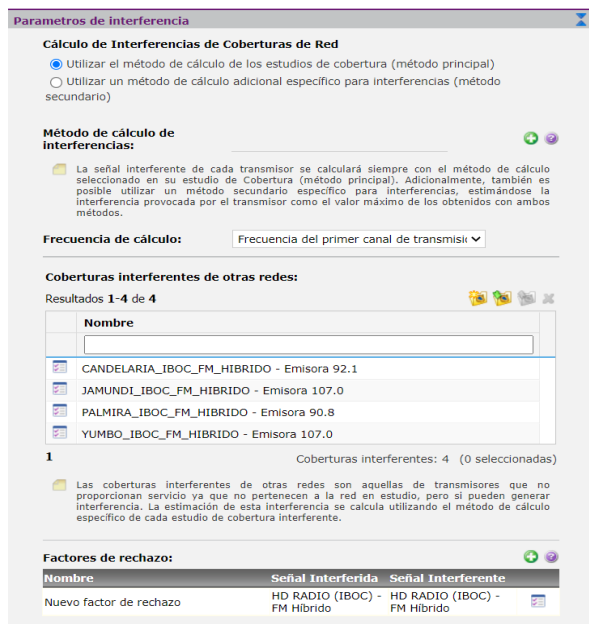 Parametros de interferencia
Cálculo de Interferencias de Coberturas de Red
Utilizar el método de cálculo de los estudios de cobertura (método principal)
Utilizar un método de cálculo adicional específico para interferencias (método
secundario)
Método de cálculo de
interferencias:
La señal interferente de cada transmisor se calculará siempre con el método de cálculo
seleccionado en su estudio de Cobertura (método principal). Adicionalmente, también es
posible utilizar un método secundario específico para interferencias, estimándose la
interferencia provocada por el transmisor como el valor máximo de los obtenidos con ambos
métodos.
Frecuencia de cálculo: Frecuencia del primer canal de transmisió
Coberturas interferentes de otras redes:
Resultados 1-4 de 4
Nombre
CANDELARIA_IBOC_FM_HIBRIDO - Emisora 92.1
JAMUNDI_IBOC_FM_HIBRIDO - Emisora 107.0
PALMIRA_IBOC_FM_HIBRIDO - Emisora 90.8
YUMBO_IBOC_FM_HIBRIDO - Emisora 107.0
1 Coberturas interferentes: 4 (0 seleccionadas)
Las coberturas interferentes de otras redes son aquellas de transmisores que no
proporcionan servicio ya que no pertenecen a la red en estudio, pero si pueden generar
interferencia. La estimación de esta interferencia se calcula utilizando el método de cálculo
específico de cada estudio de cobertura interferente.
Factores de rechazo:
Nombre Señal Interferida Señal Interferente
Nuevo factor de rechazo HD RADIO (IBOC) - FM Híbrido HD RADIO (IBOC) - FM Híbrido